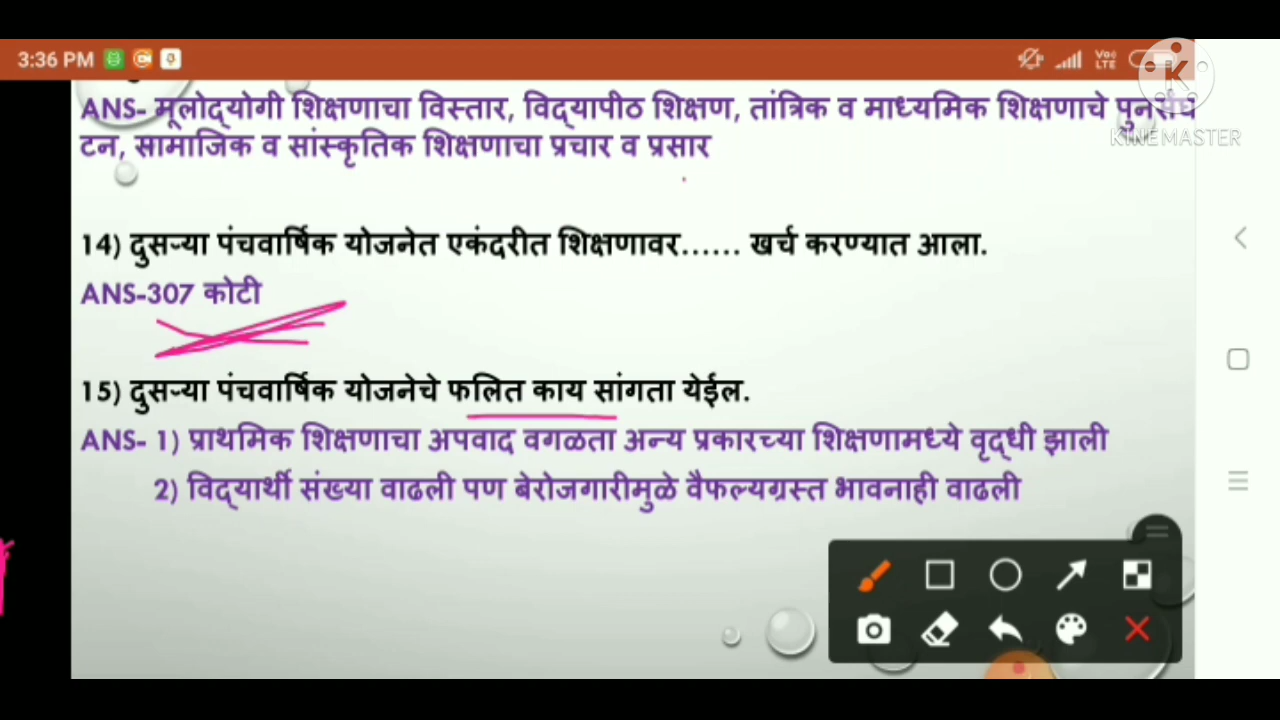 3:36 PM
Vo)
LTE
KINEMASTER
ANS- मूलोद्योगी शिक्षणाचा विस्तार, विद्यापीठ शिक्षण, तांत्रिक व माध्यमिक शिक्षणाचे पुनर्संघ
टन, सामाजिक व सांस्कृतिक शिक्षणाचा प्रचार व प्रसार
14) दुसऱ्या पंचवार्षिक योजनेत एकंदरीत शिक्षणावर...... खर्च करण्यात आला.
ANS-307 कोटी
15) दुसऱ्या पंचवार्षिक योजनेचे फलित काय सांगता येईल.
ANS- 1) प्राथमिक शिक्षणाचा अपवाद वगळता अन्य प्रकारच्या शिक्षणामध्ये वृद्धी झाली
2) विद्यार्थी संख्या वाढली पण बेरोजगारीमुळे वैफल्यग्रस्त भावनाही वाढली